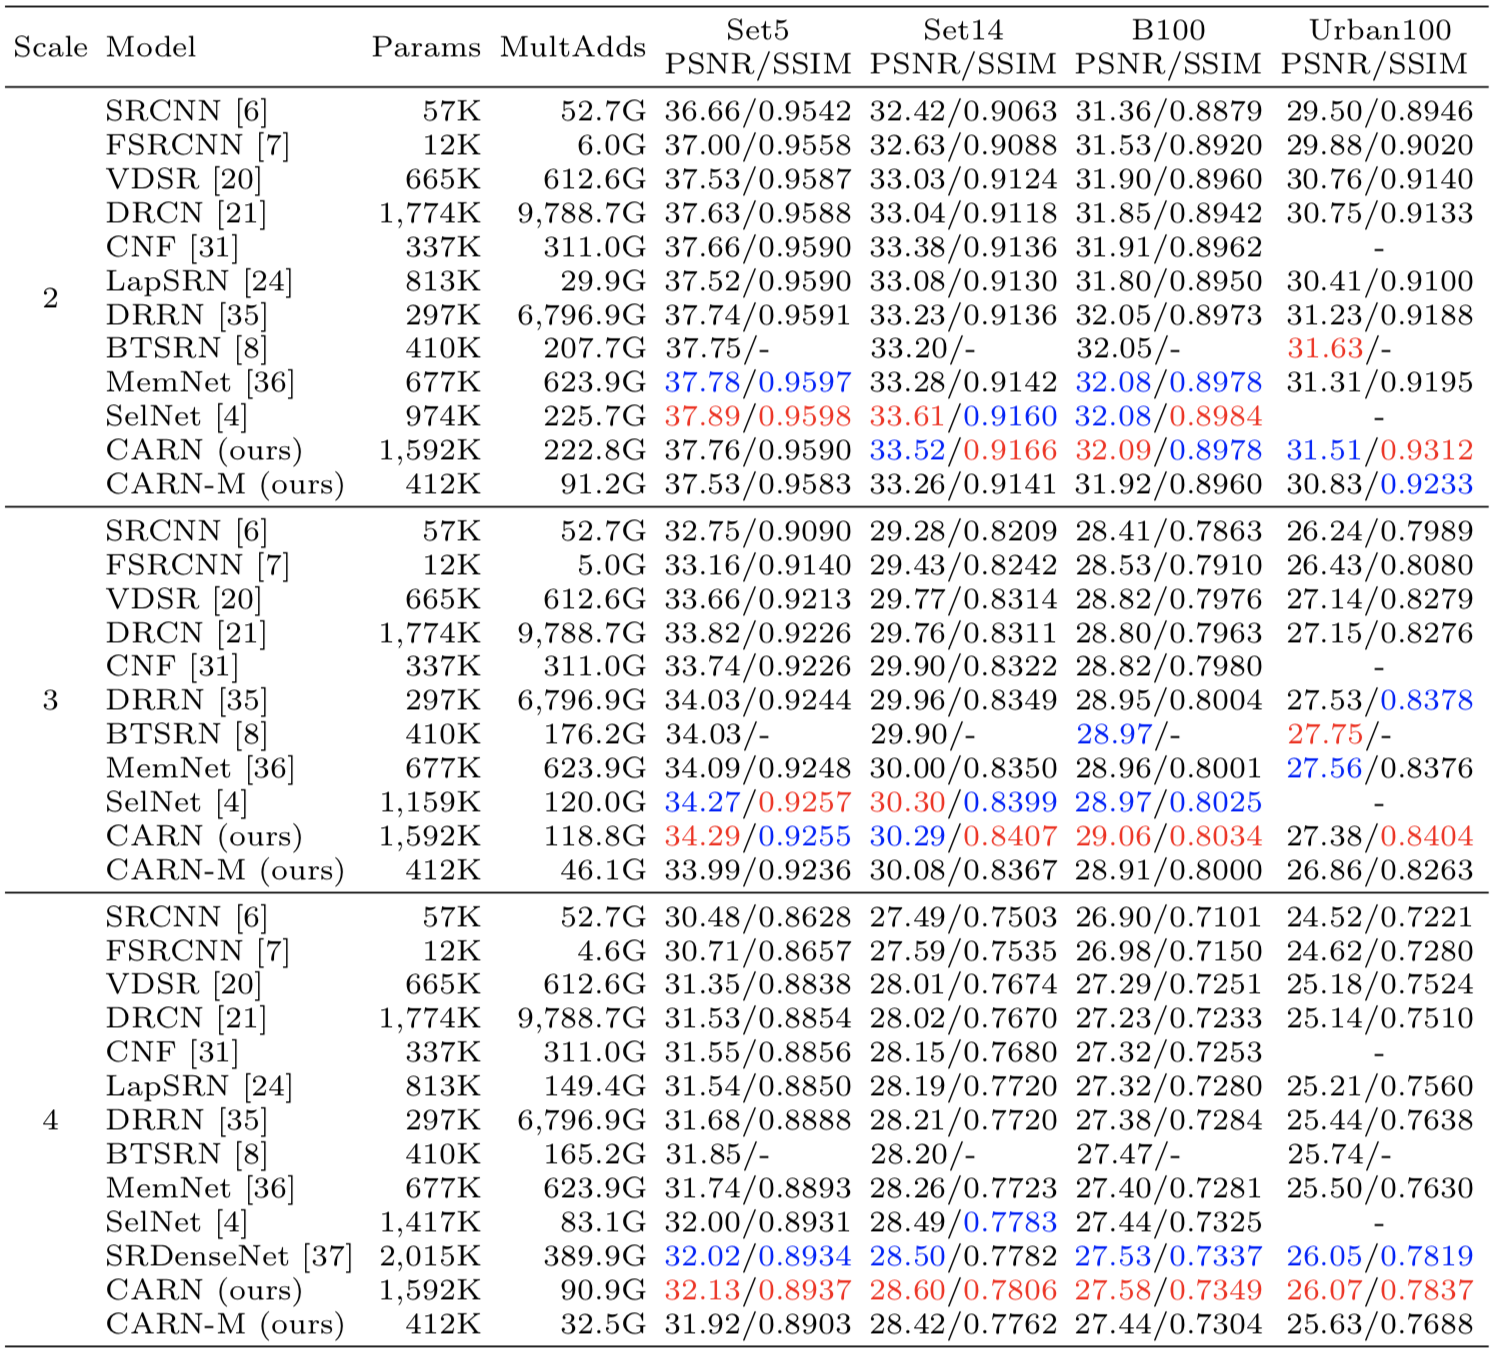 Scale Model Params MultAdds Set5 PSNR/SSIM Set14 PSNR/SSIM B100 PSNR/SSIM Urban100 PSNR/SSIM
2
SRCNN [6] 57K 52.7G 36.66/0.9542 32.42/0.9063 31.36/0.8879 29.50/0.8946
FSRCNN [7] 12K 6.0G 37.00/0.9558 32.63/0.9088 31.53/0.8920 29.88/0.9020
VDSR [20] 665K 612.6G 37.53/0.9587 33.03/0.9124 31.90/0.8960 30.76/0.9140
DRCN [21] 1,774K 9,788.7G 37.63/0.9588 33.04/0.9118 31.85/0.8942 30.75/0.9133
CNF [31] 337K 311.0G 37.66/0.9590 33.38/0.9136 31.91/0.8962 -
LapSRN [24] 813K 29.9G 37.52/0.9590 33.08/0.9130 31.80/0.8950 30.41/0.9100
DRRN [35] 297K 6,796.9G 37.74/0.9591 33.23/0.9136 32.05/0.8973 31.23/0.9188
BTSRN [8] 410K 207.7G 37.75/- 33.20/- 32.05/- 31.63/-
MemNet [36] 677K 623.9G 37.78/0.9597 33.28/0.9142 32.08/0.8978 31.31/0.9195
SelNet [4] 974K 225.7G 37.89/0.9598 33.61/0.9160 32.08/0.8984 -
CARN (ours) 1,592K 222.8G 37.76/0.9590 33.52/0.9166 32.09/0.8978 31.51/0.9312
CARN-M (ours) 412K 91.2G 37.53/0.9583 33.26/0.9141 31.92/0.8960 30.83/0.9233
3
SRCNN [6] 57K 52.7G 32.75/0.9090 29.28/0.8209 28.41/0.7863 26.24/0.7989
FSRCNN [7] 12K 5.0G 33.16/0.9140 29.43/0.8242 28.53/0.7910 26.43/0.8080
VDSR [20] 665K 612.6G 33.66/0.9213 29.77/0.8314 28.82/0.7976 27.14/0.8279
DRCN [21] 1,774K 9,788.7G 33.82/0.9226 29.76/0.8311 28.80/0.7963 27.15/0.8276
CNF [31] 337K 311.0G 33.74/0.9226 29.90/0.8322 28.82/0.7980 -
DRRN [35] 297K 6,796.9G 34.03/0.9244 29.96/0.8349 28.95/0.8004 27.53/0.8378
BTSRN [8] 410K 176.2G 34.03/- 29.90/- 28.97/- 27.75/-
MemNet [36] 677K 623.9G 34.09/0.9248 30.00/0.8350 28.96/0.8001 27.56/0.8376
SelNet [4] 1,159K 120.0G 34.27/0.9257 30.30/0.8399 28.97/0.8025 -
CARN (ours) 1,592K 118.8G 34.29/0.9255 30.29/0.8407 29.06/0.8034 27.38/0.8404
CARN-M (ours) 412K 46.1G 33.99/0.9236 30.08/0.8367 28.91/0.8000 26.86/0.8263
4
SRCNN [6] 57K 52.7G 30.48/0.8628 27.49/0.7503 26.90/0.7101 24.52/0.7221
FSRCNN [7] 12K 4.6G 30.71/0.8657 27.59/0.7535 26.98/0.7150 24.62/0.7280
VDSR [20] 665K 612.6G 31.35/0.8838 28.01/0.7674 27.29/0.7251 25.18/0.7524
DRCN [21] 1,774K 9,788.7G 31.53/0.8854 28.02/0.7670 27.23/0.7233 25.14/0.7510
CNF [31] 337K 311.0G 31.55/0.8856 28.15/0.7680 27.32/0.7253 -
LapSRN [24] 813K 149.4G 31.54/0.8850 28.19/0.7720 27.32/0.7280 25.21/0.7560
DRRN [35] 297K 6,796.9G 31.68/0.8888 28.21/0.7720 27.38/0.7284 25.44/0.7638
BTSRN [8] 410K 165.2G 31.85/- 28.20/- 27.47/- 25.74/-
MemNet [36] 677K 623.9G 31.74/0.8893 28.26/0.7723 27.40/0.7281 25.50/0.7630
SelNet [4] 1,417K 83.1G 32.00/0.8931 28.49/0.7783 27.44/0.7325 -
SRDenseNet [37] 2,015K 389.9G 32.02/0.8934 28.50/0.7782 27.53/0.7337 26.05/0.7819
CARN (ours) 1,592K 90.9G 32.13/0.8937 28.60/0.7806 27.58/0.7349 26.07/0.7837
CARN-M (ours) 412K 32.5G 31.92/0.8903 28.42/0.7762 27.44/0.7304 25.63/0.7688